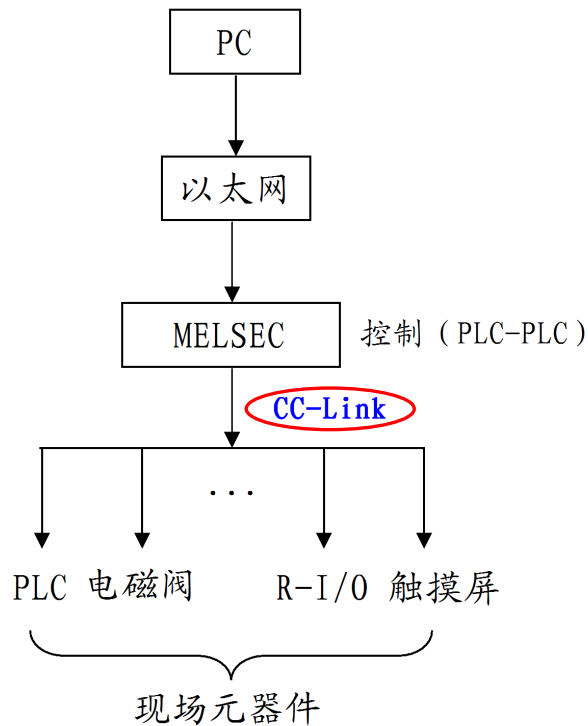 PC
以太网
MELSEC 控制(PLC-PLC)
CC-Link
...
PLC 电磁阀 R-I/O 触摸屏
现场元器件